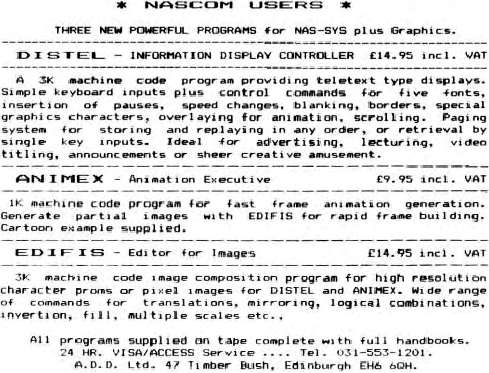 * NASCOM USERS *
THREE NEW POWERFUL PROGRAMS for NAS-SYS plus Graphics.
DISTEL - INFORMATION DISPLAY CONTROLLER £14.95 incl. VAT
A 3K machine code program providing teletext type displays.
Simple keyboard inputs plus control commands for five fonts,
insertion of pauses, speed changes, blanking, borders, special
graphics characters, overlaying for animation, scrolling. Paging
system for storing and replaying in any order, or retrieval by
single key inputs. Ideal for advertising, lecturing, video
titling, announcements or sheer creative amusement.
ANIMEX - Animation Executive £9.95 incl. VAT
1K machine code program for fast frame animation generation.
Generate partial images with EDIFIS for rapid frame building.
Cartoon example supplied.
EDIFIS - Editor for Images £14.95 incl. VAT
3K machine code image composition program for high resolution
character proms or pixel images for DISTEL and ANIMEX. Wide range
of commands for translations, mirroring, logical combinations,
invertion, fill, multiple scales etc.,
All programs supplied on tape complete with full handbooks.
24 HR. VISA/ACCESS Service .... Tel. 031-553-1201.
A.D.D. Ltd. 47 Timber Bush, Edinburgh EH6 6QH.